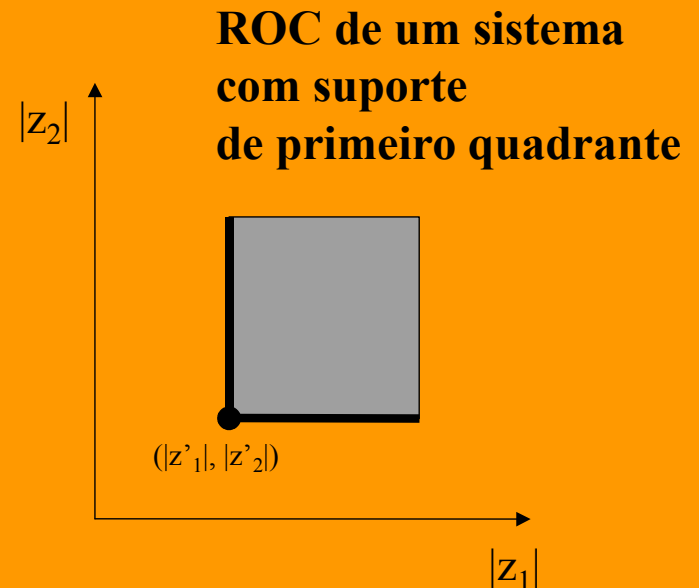 ROC de um sistema
com suporte
de primeiro quadrante
|z₂|
(|z’₁|, |z’₂|)
|z₁|